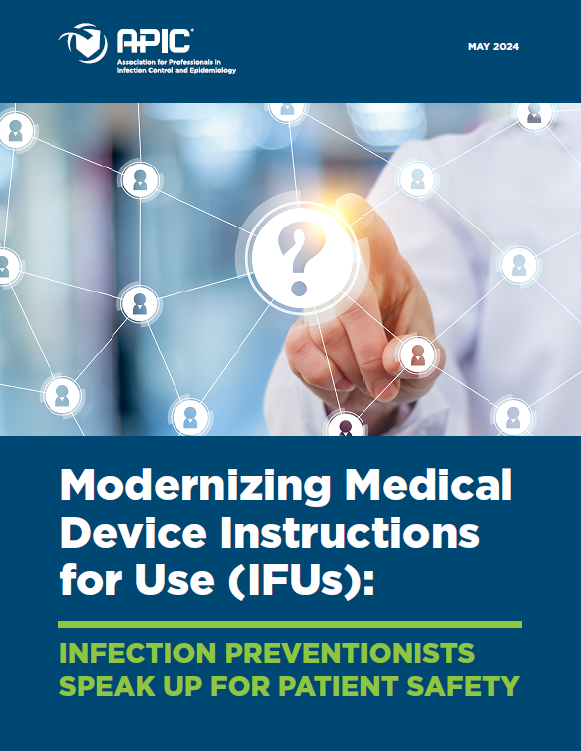 APIC
Association for Professionals in
Infection Control and Epidemiology
MAY 2024
?
Modernizing Medical
Device Instructions
for Use (IFUs):
INFECTION PREVENTIONISTS
SPEAK UP FOR PATIENT SAFETY